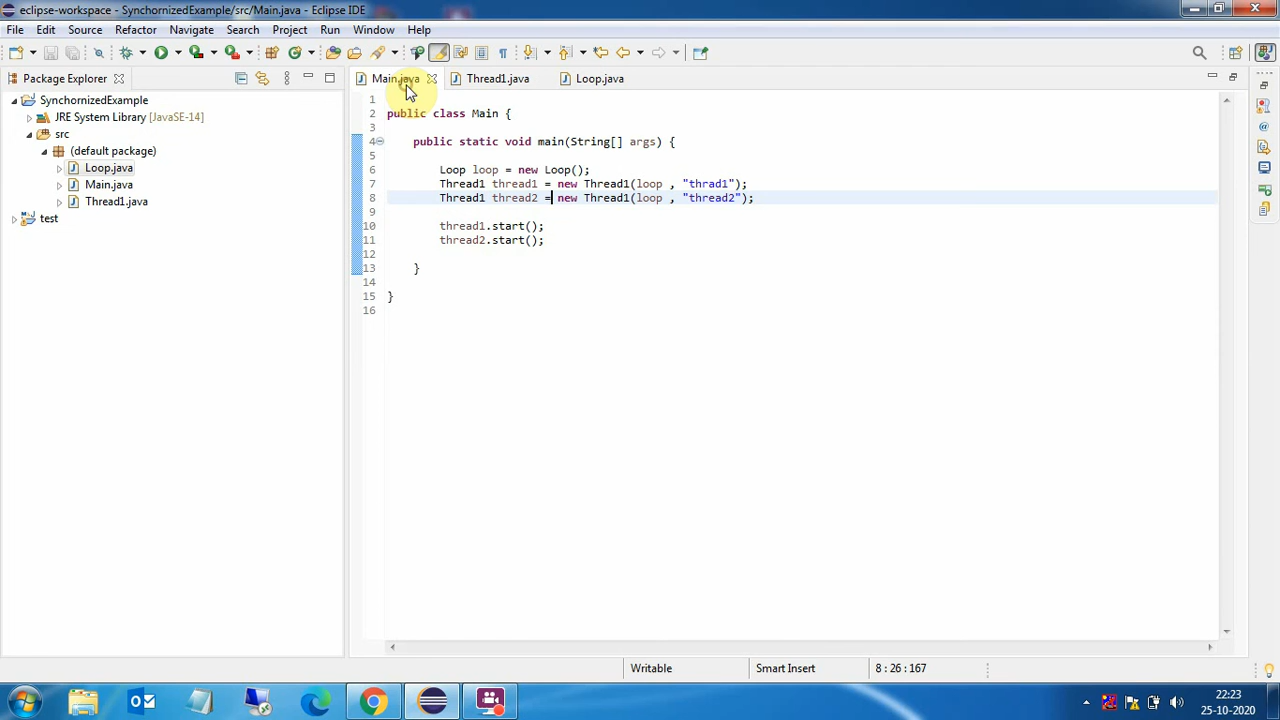 eclipse-workspace - SynchornizedExample/src/Main.java - Eclipse IDE
File Edit Source Refactor Navigate Search Project Run Window Help
Package Explorer
Main.java Thread1.java Loop.java
SynchornizedExample
JRE System Library [JavaSE-14]
src
(default package)
Loop.java
Main.java
Thread1.java
test
1
2 public class Main {
3
4 public static void main(String[] args) {
5
6 Loop loop = new Loop();
7 Thread1 thread1 = new Thread1(loop , "thrad1");
8 Thread1 thread2 = new Thread1(loop , "thread2");
9
10 thread1.start();
11 thread2.start();
12
13 }
14
15 }
16
Writable Smart Insert 8 : 26 : 167
22:23
25-10-2020